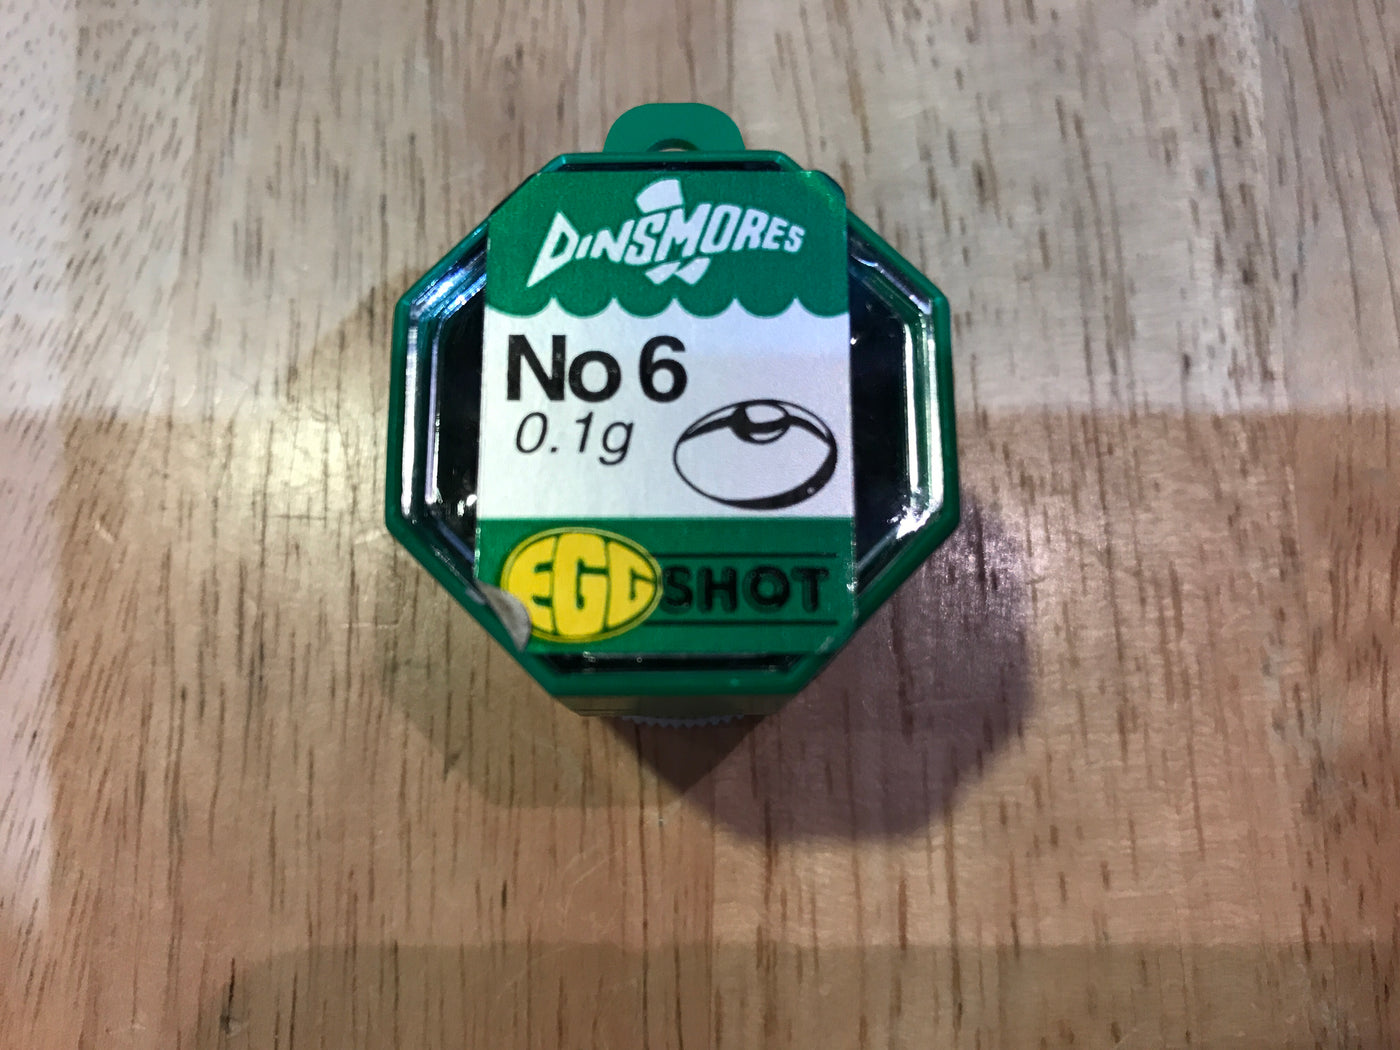 DINSMORES
No 6
0.1g
EGG SHOT